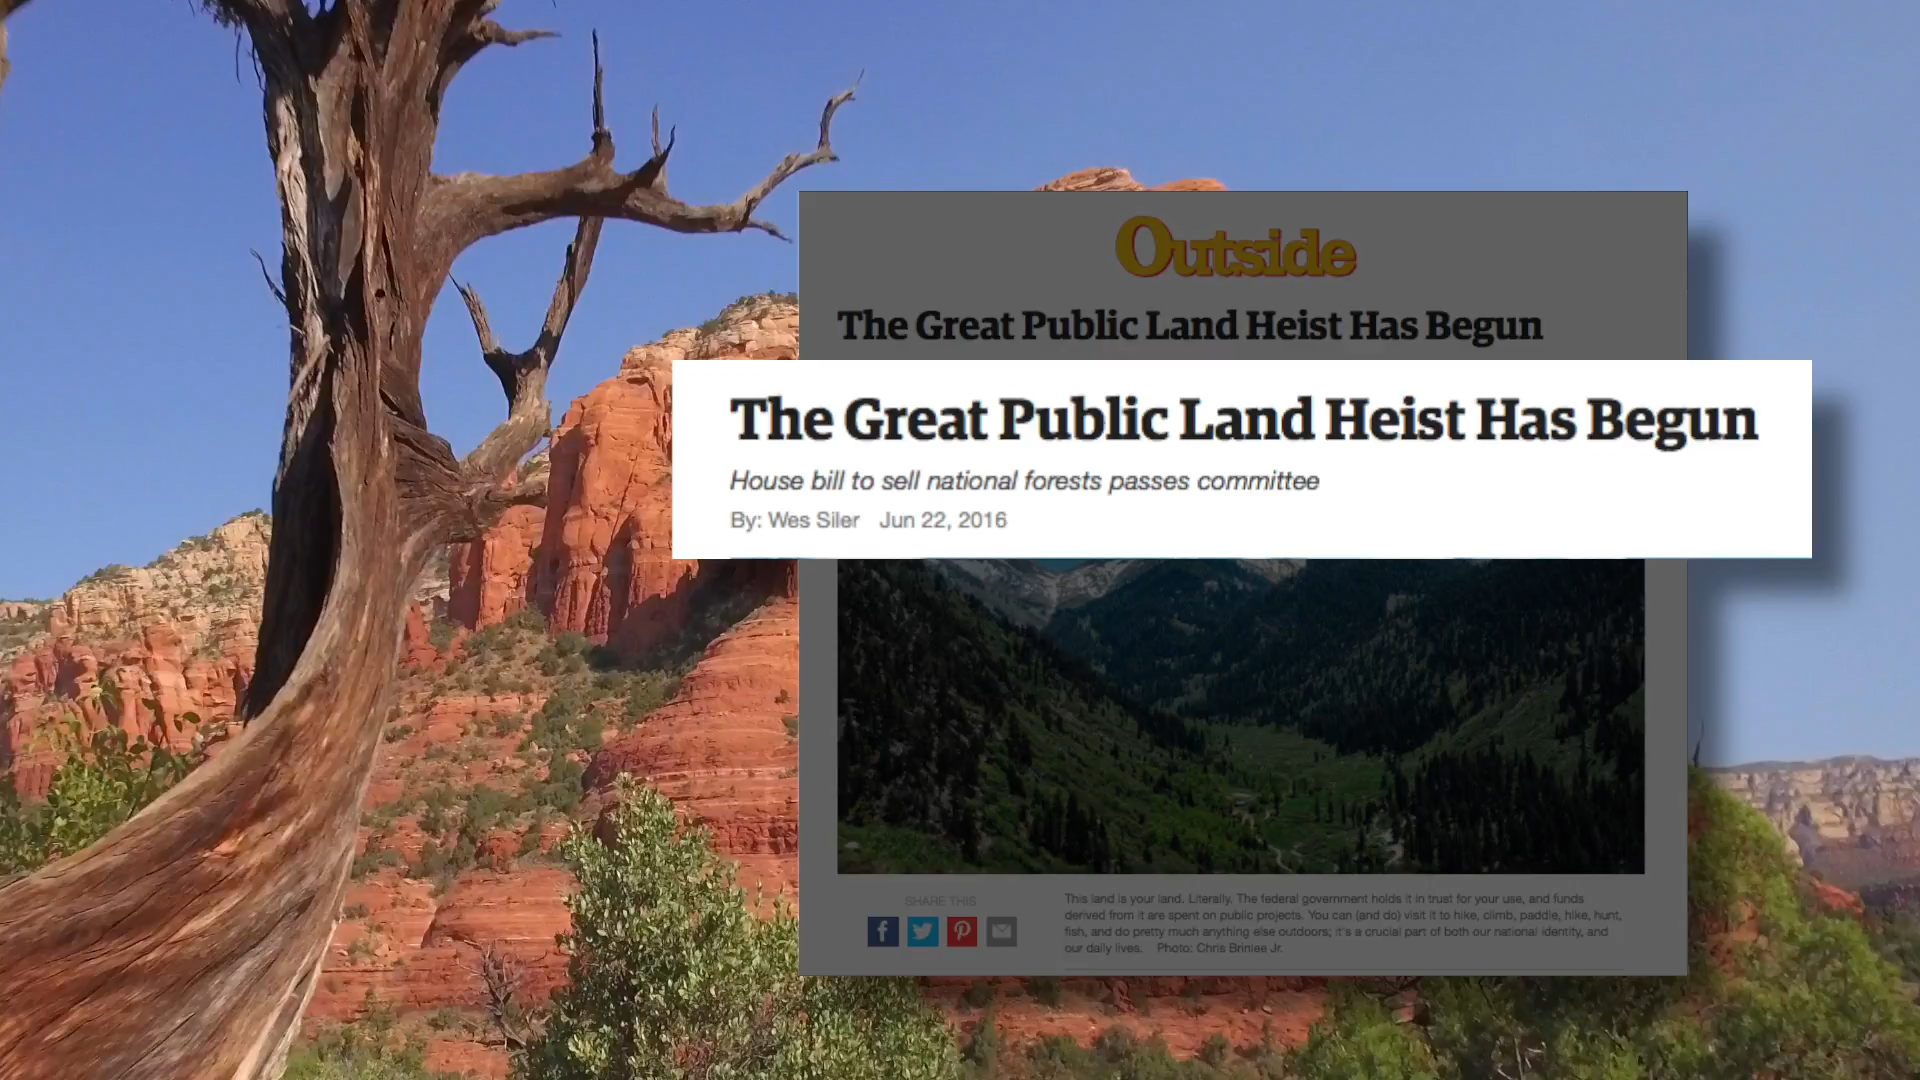 Outside
The Great Public Land Heist Has Begun
The Great Public Land Heist Has Begun
House bill to sell national forests passes committee
By: Wes Siler Jun 22, 2016
SHARE THIS
This land is your land. Literally. The federal government holds it in trust for your use, and funds
derived from it are spent on public projects. You can (and do) visit it to hike, climb, paddle, hike, hunt,
fish, and do pretty much anything else outdoors; it's a crucial part of both our national identity, and
our daily lives. Photo: Chris Brinlee Jr.